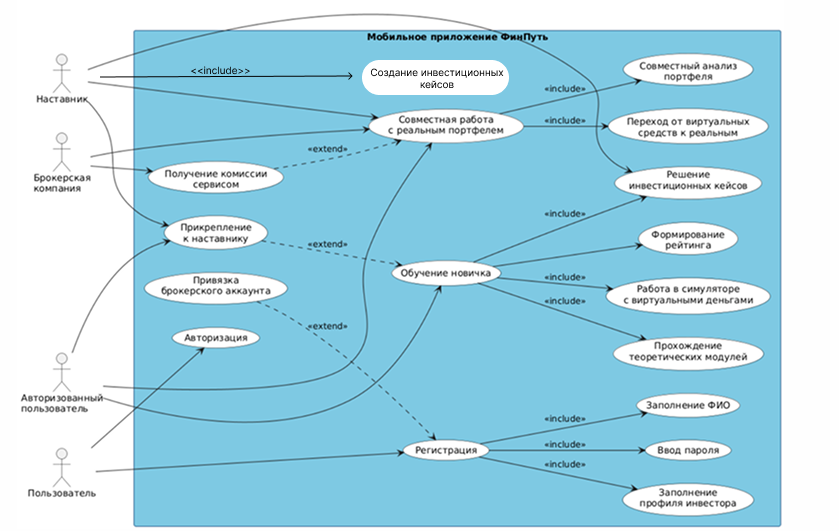 Мобильное приложение ФинПуть
Наставник
<<include>>
Создание инвестиционных
кейсов
Совместный анализ
портфеля
«include»
Совместная работа
с реальным портфелем
«include»
Переход от виртуальных
средств к реальным
Брокерская
компания
«extend»
Получение комиссии
сервисом
Решение
инвестиционных кейсов
«include»
Прикрепление
к наставнику
«extend»
Формирование
рейтинга
Обучение новичка
«include»
Привязка
брокерского аккаунта
Работа в симуляторе
с виртуальными деньгами
«include»
«extend»
Авторизация
Прохождение
теоретических модулей
Авторизованный
пользователь
«include»
Заполнение ФИО
Регистрация
«include»
Ввод пароля
«include»
Пользователь
Заполнение
профиля инвестора